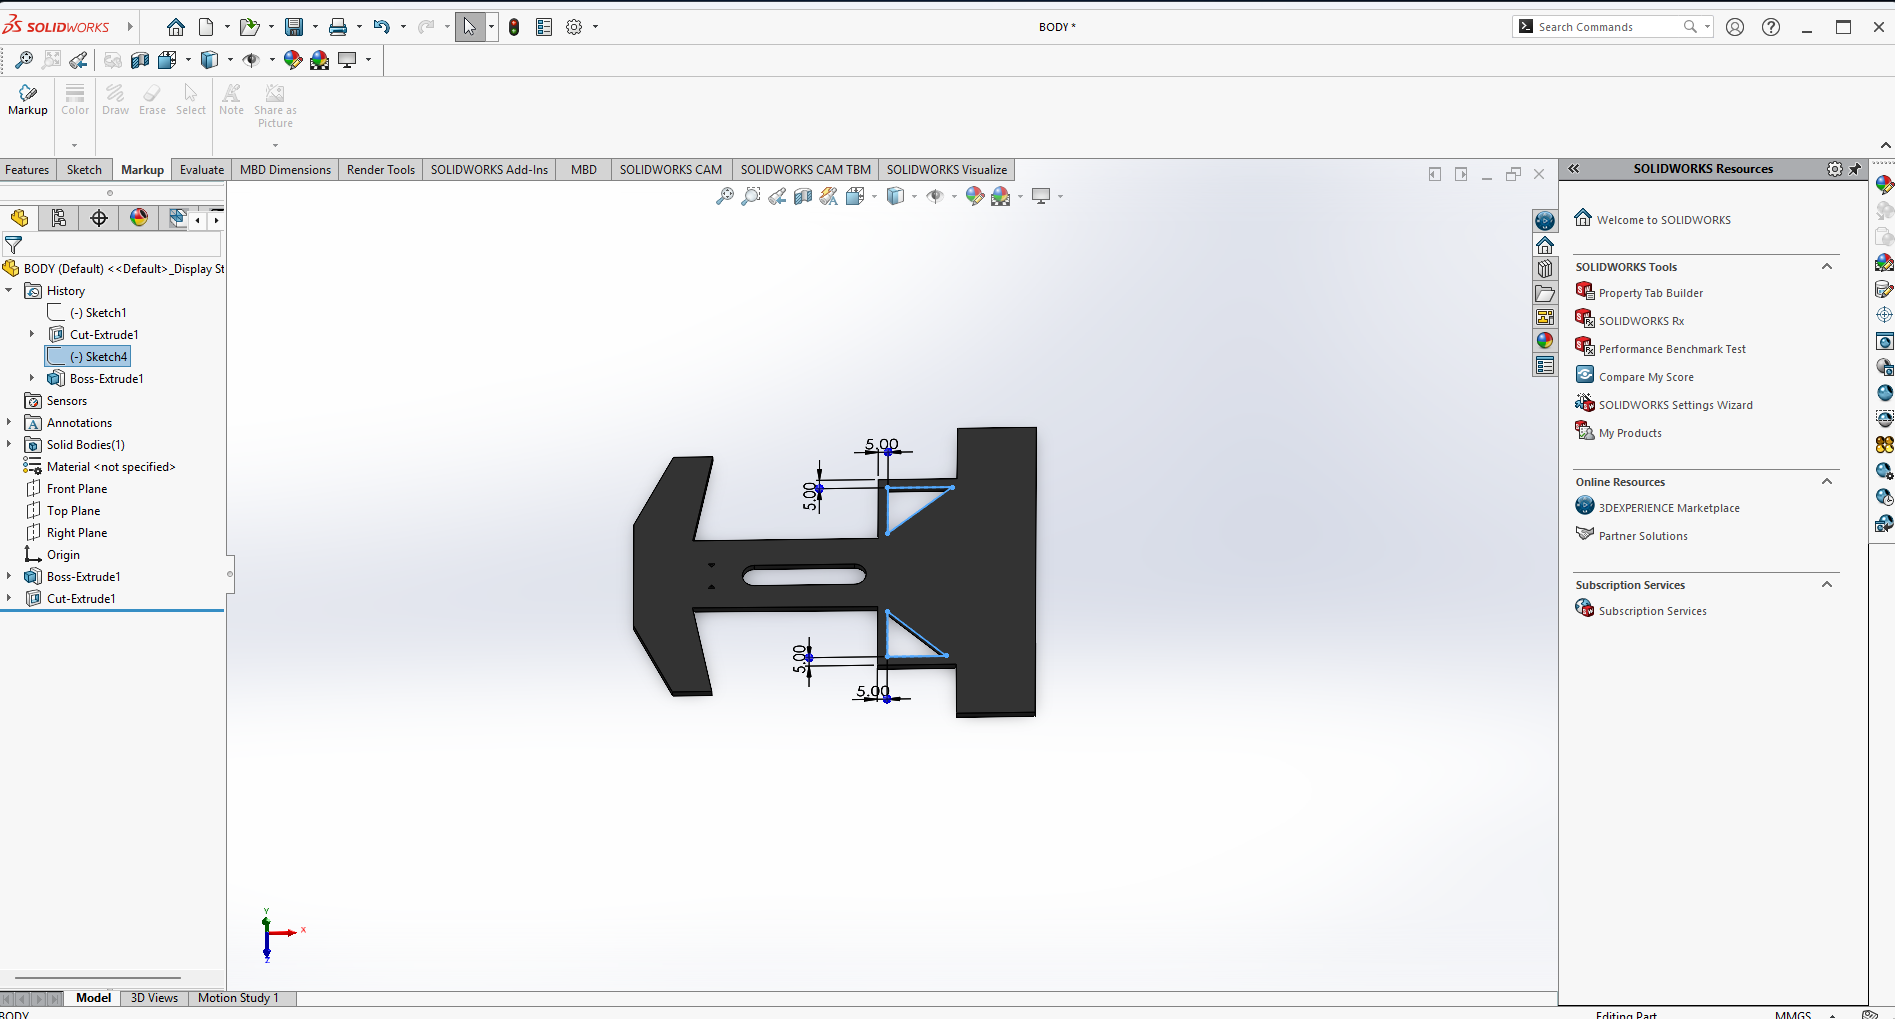 SOLIDWORKS
BODY *
Search Commands
Markup
Color
Draw
Erase
Select
Note
Share as
Picture
Features
Sketch
Markup
Evaluate
MBD Dimensions
Render Tools
SOLIDWORKS Add-Ins
MBD
SOLIDWORKS CAM
SOLIDWORKS CAM TBM
SOLIDWORKS Visualize
BODY (Default) <<Default>_Display St
History
(-) Sketch1
Cut-Extrude1
(-) Sketch4
Boss-Extrude1
Sensors
Annotations
Solid Bodies(1)
Material <not specified>
Front Plane
Top Plane
Right Plane
Origin
Boss-Extrude1
Cut-Extrude1
5.00
5.00
5.00
5.00
Y
X
Z
SOLIDWORKS Resources
Welcome to SOLIDWORKS
SOLIDWORKS Tools
Property Tab Builder
SOLIDWORKS Rx
Performance Benchmark Test
Compare My Score
SOLIDWORKS Settings Wizard
My Products
Online Resources
3DEXPERIENCE Marketplace
Partner Solutions
Subscription Services
Subscription Services
Model
3D Views
Motion Study 1
BODY
Editing Part
MMGS